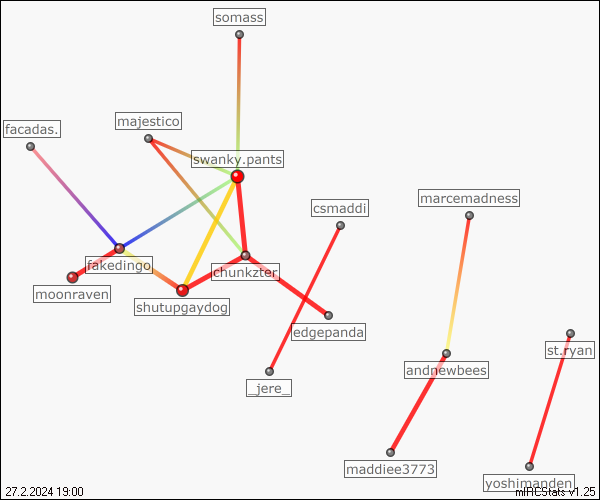 somass
majestico
facadas.
swanky.pants
marcemadness
csmaddi
fakedingo
chunkzter
moonraven
shutupgaydog
edgepanda
st.ryan
andnewbees
_jere_
maddiee3773
yoshimanden
27.2.2024 19:00
mIRCStats v1.25